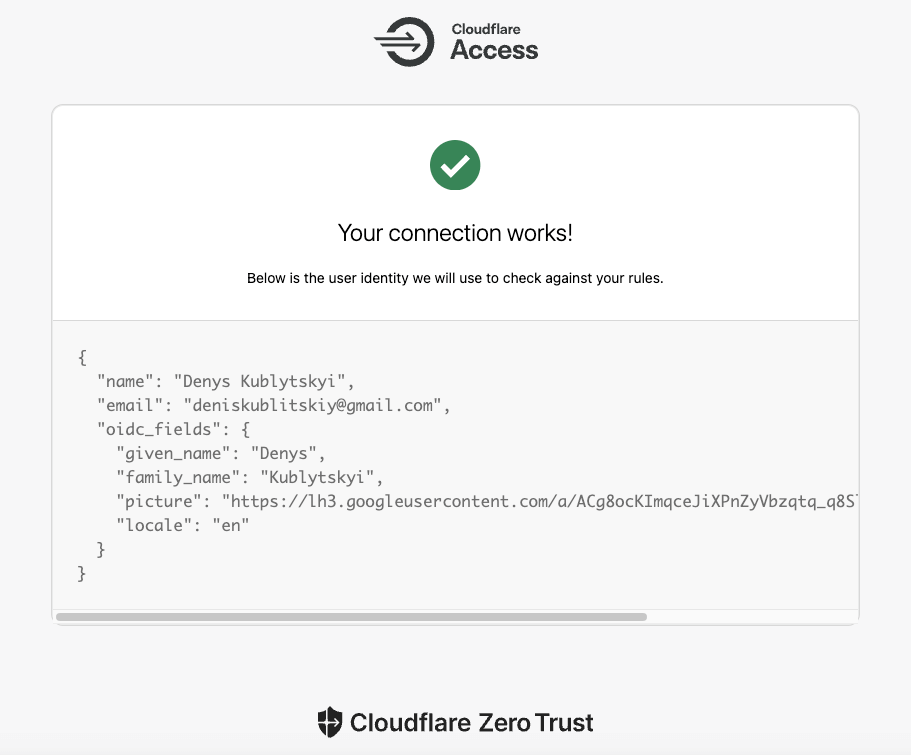 Cloudflare
Access
Your connection works!
Below is the user identity we will use to check against your rules.
{
  "name": "Denys Kublytskyi",
  "email": "deniskublitskiy@gmail.com",
  "oidc_fields": {
    "given_name": "Denys",
    "family_name": "Kublytskyi",
    "picture": "https://lh3.googleusercontent.com/a/ACg8ocKImqceJiXPnZyVbzqtq_q8S
    "locale": "en"
  }
}
Cloudflare Zero Trust